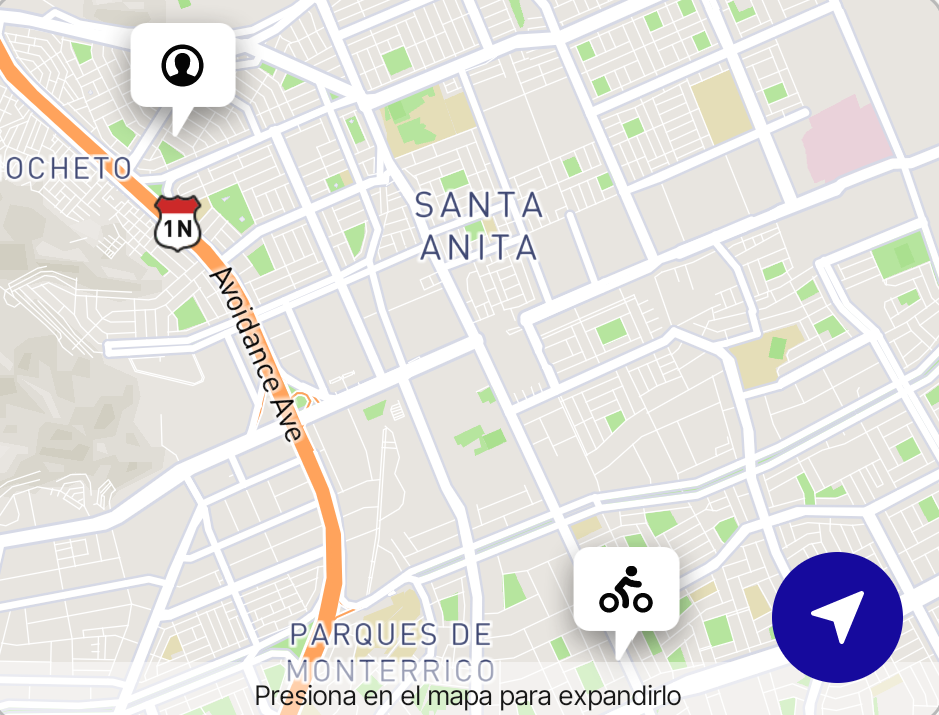 OCHETO
1N
SANTA
ANITA
Avoidance Ave
PARQUES DE
MONTERRICO
Presiona en el mapa para expandirlo